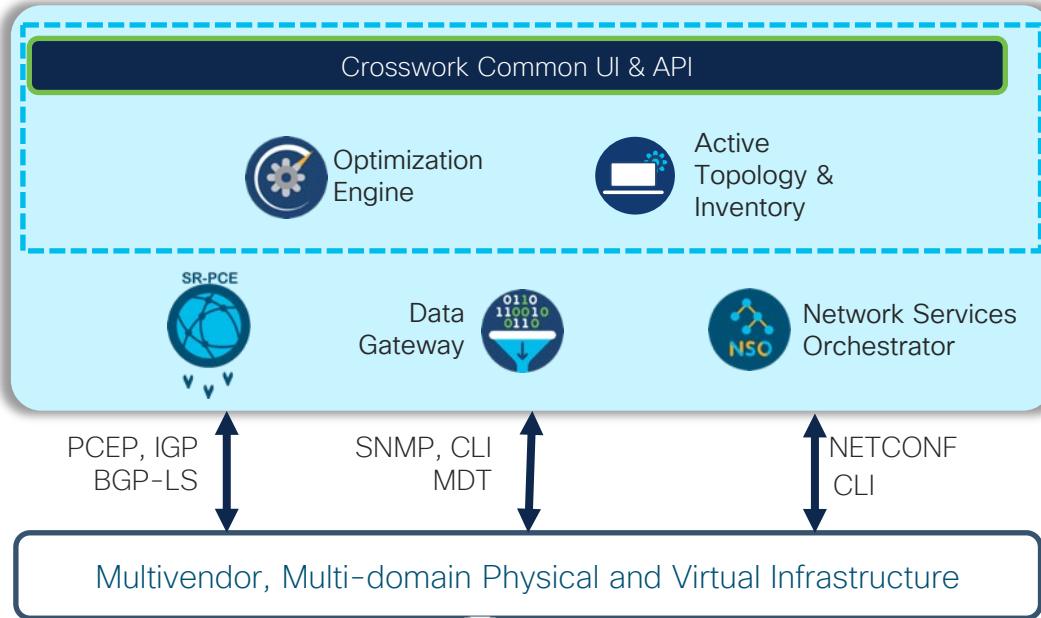 Crosswork Common UI & API
Optimization
Engine
Active
Topology &
Inventory
SR-PCE
Data
Gateway
0110
110010
0110
NSO
Network Services
Orchestrator
PCEP, IGP
BGP-LS
SNMP, CLI
MDT
NETCONF
CLI
Multivendor, Multi-domain Physical and Virtual Infrastructure